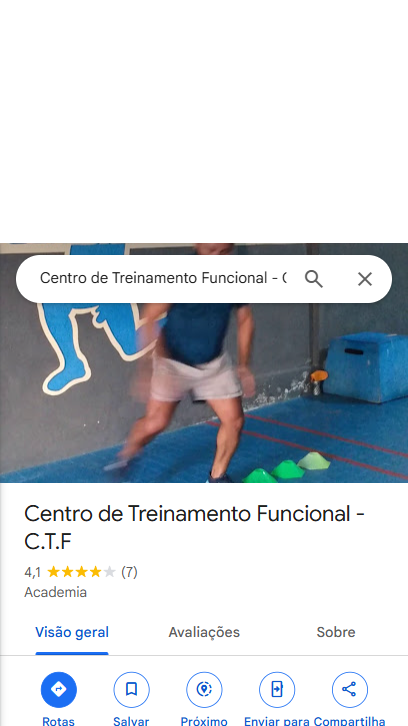 Centro de Treinamento Funcional - C
Centro de Treinamento Funcional -
C.T.F
4,1 (7)
Academia
Visão geral Avaliações Sobre
Rotas Salvar Próximo Enviar para Compartilha